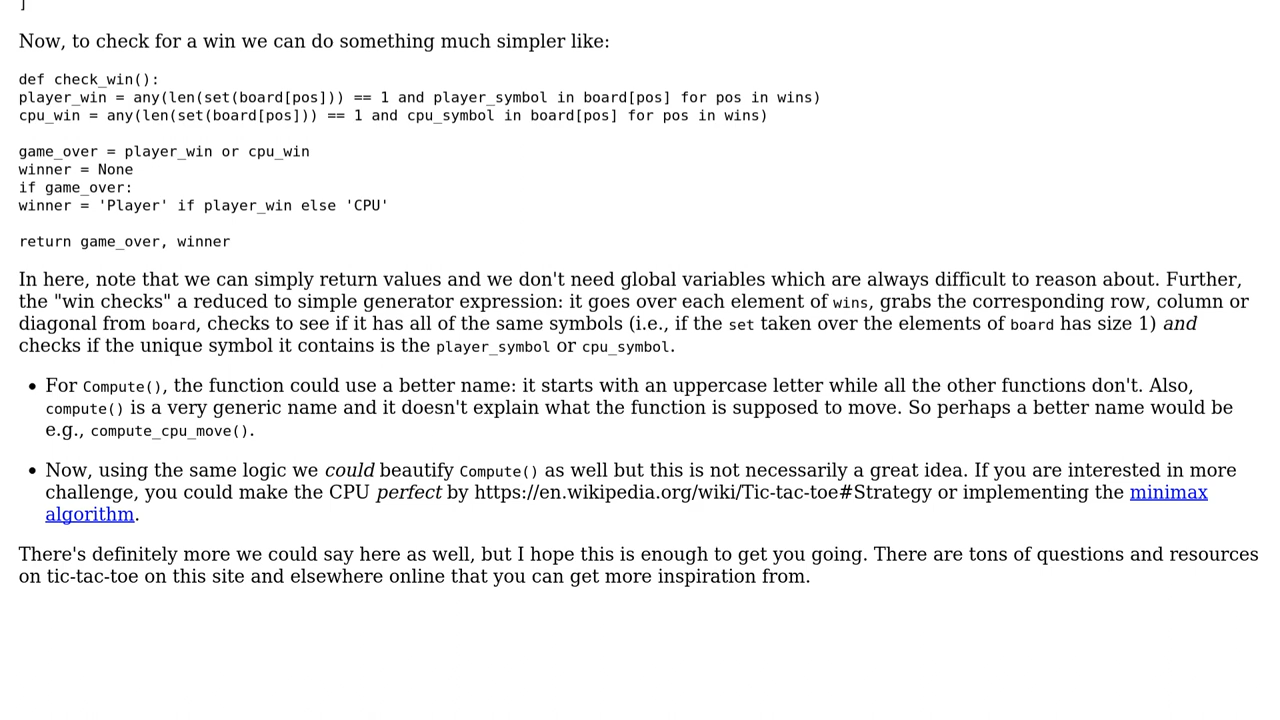 ]
Now, to check for a win we can do something much simpler like:
def check_win():
player_win = any(len(set(board[pos])) == 1 and player_symbol in board[pos] for pos in wins)
cpu_win = any(len(set(board[pos])) == 1 and cpu_symbol in board[pos] for pos in wins)
game_over = player_win or cpu_win
winner = None
if game_over:
winner = 'Player' if player_win else 'CPU'
return game_over, winner
In here, note that we can simply return values and we don't need global variables which are always difficult to reason about. Further,
the "win checks" a reduced to simple generator expression: it goes over each element of wins, grabs the corresponding row, column or
diagonal from board, checks to see if it has all of the same symbols (i.e., if the set taken over the elements of board has size 1) and
checks if the unique symbol it contains is the player_symbol or cpu_symbol.
• For Compute(), the function could use a better name: it starts with an uppercase letter while all the other functions don't. Also,
compute() is a very generic name and it doesn't explain what the function is supposed to move. So perhaps a better name would be
e.g., compute_cpu_move().
• Now, using the same logic we could beautify Compute() as well but this is not necessarily a great idea. If you are interested in more
challenge, you could make the CPU perfect by https://en.wikipedia.org/wiki/Tic-tac-toe#Strategy or implementing the minimax
algorithm.
There's definitely more we could say here as well, but I hope this is enough to get you going. There are tons of questions and resources
on tic-tac-toe on this site and elsewhere online that you can get more inspiration from.